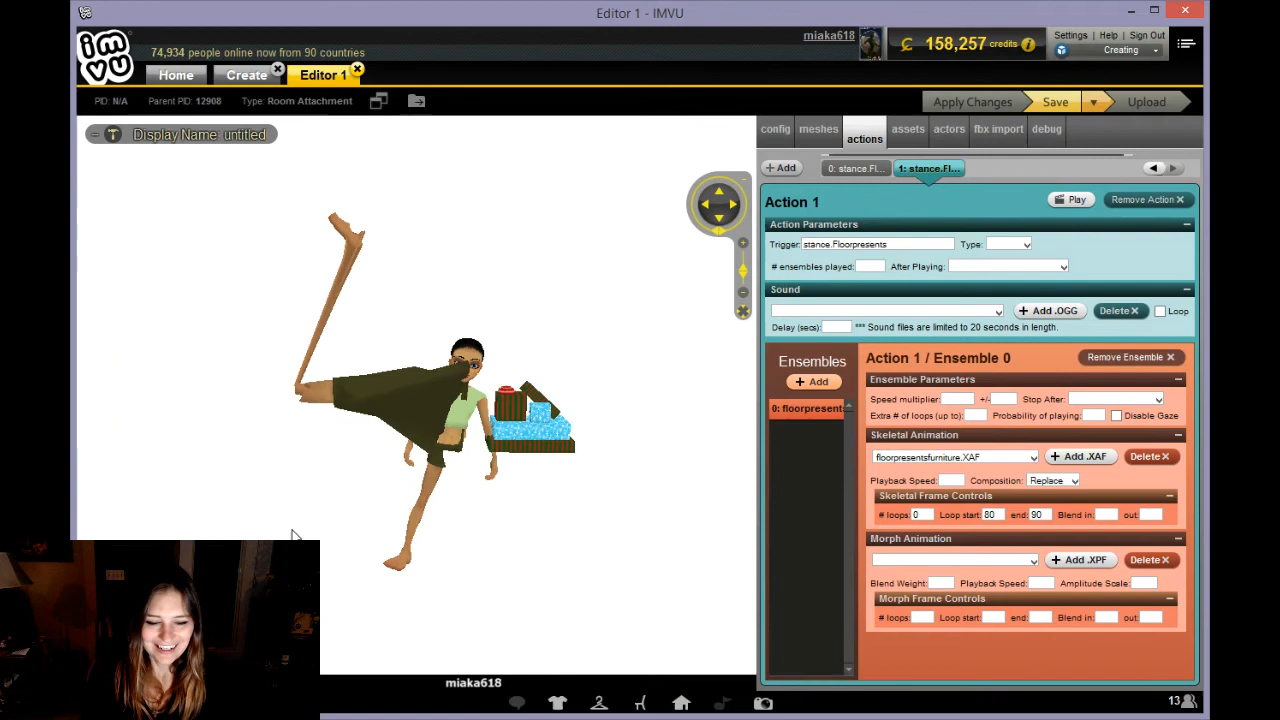 Editor 1 - IMVU
imvu
74,934 people online now from 90 countries
miaka618
158,257 credits
Settings | Help | Sign Out
Creating
Home
Create
Editor 1
PID: N/A
Parent PID: 12908
Type: Room Attachment
Apply Changes
Save
Upload
Display Name: untitled
config
meshes
actions
assets
actors
fbx import
debug
+ Add
0: stance.Fl...
1: stance.Fl...
Action 1
Play
Remove Action X
Action Parameters
Trigger: stance.Floorpresents
Type:
# ensembles played:
After Playing:
Sound
+ Add .OGG
Delete X
Loop
Delay (secs):
*** Sound files are limited to 20 seconds in length.
Ensembles
+ Add
0: floorpresent
Action 1 / Ensemble 0
Remove Ensemble X
Ensemble Parameters
Speed multiplier:
+/-
Stop After:
Extra # of loops (up to):
Probability of playing:
Disable Gaze
Skeletal Animation
floorpresentsfurniture.XAF
+ Add .XAF
Delete X
Playback Speed:
Composition: Replace
Skeletal Frame Controls
# loops: 0
Loop start: 80
end: 90
Blend in:
out:
Morph Animation
+ Add .XPF
Delete X
Blend Weight:
Playback Speed:
Amplitude Scale:
Morph Frame Controls
# loops:
Loop start:
end:
Blend in:
out:
miaka618
13